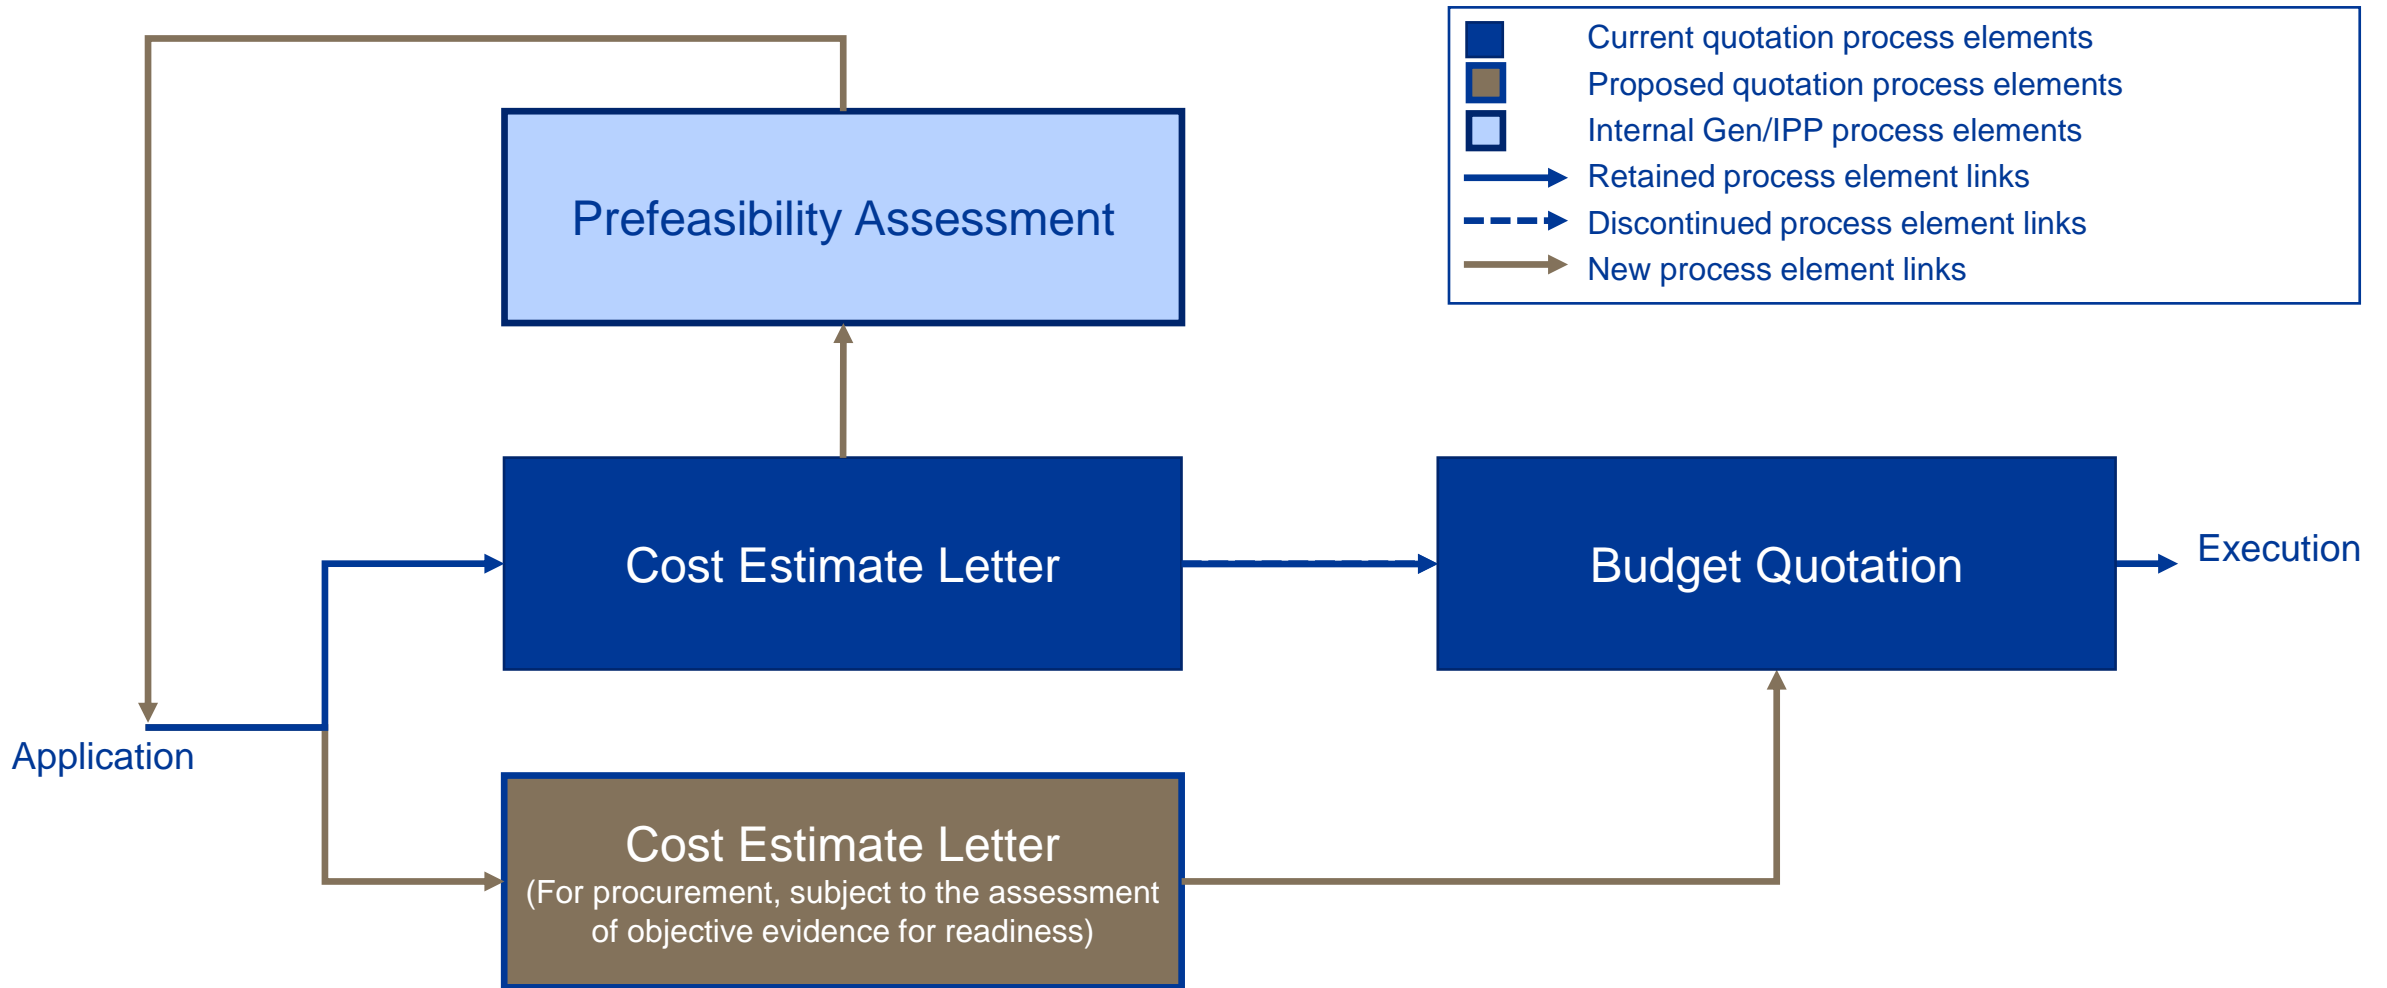 Current quotation process elements
Proposed quotation process elements
Internal Gen/IPP process elements
Retained process element links
Discontinued process element links
New process element links
Prefeasibility Assessment
Cost Estimate Letter
Budget Quotation
Execution
Application
Cost Estimate Letter
(For procurement, subject to the assessment
of objective evidence for readiness)